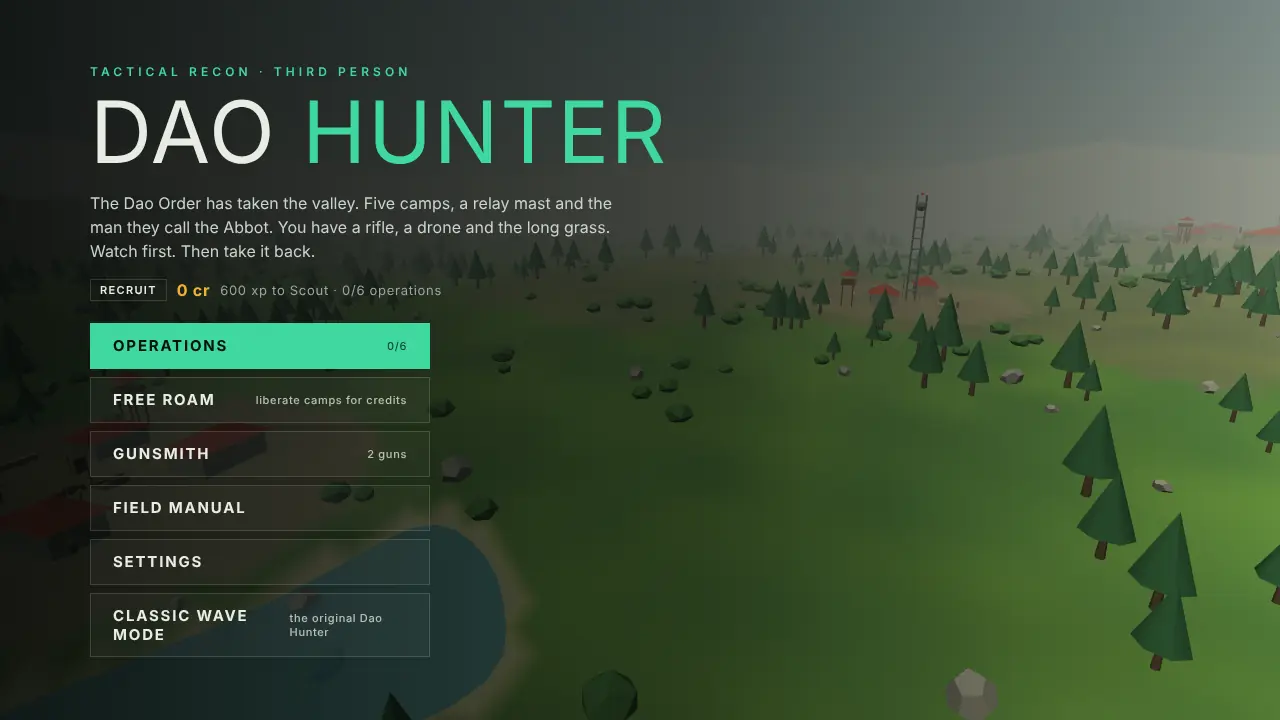 TACTICAL RECON · THIRD PERSON
DAO HUNTER
The Dao Order has taken the valley. Five camps, a relay mast and the
man they call the Abbot. You have a rifle, a drone and the long grass.
Watch first. Then take it back.
RECRUIT 0 cr 600 xp to Scout · 0/6 operations
OPERATIONS 0/6
FREE ROAM liberate camps for credits
GUNSMITH 2 guns
FIELD MANUAL
SETTINGS
CLASSIC WAVE
MODE
the original Dao
Hunter